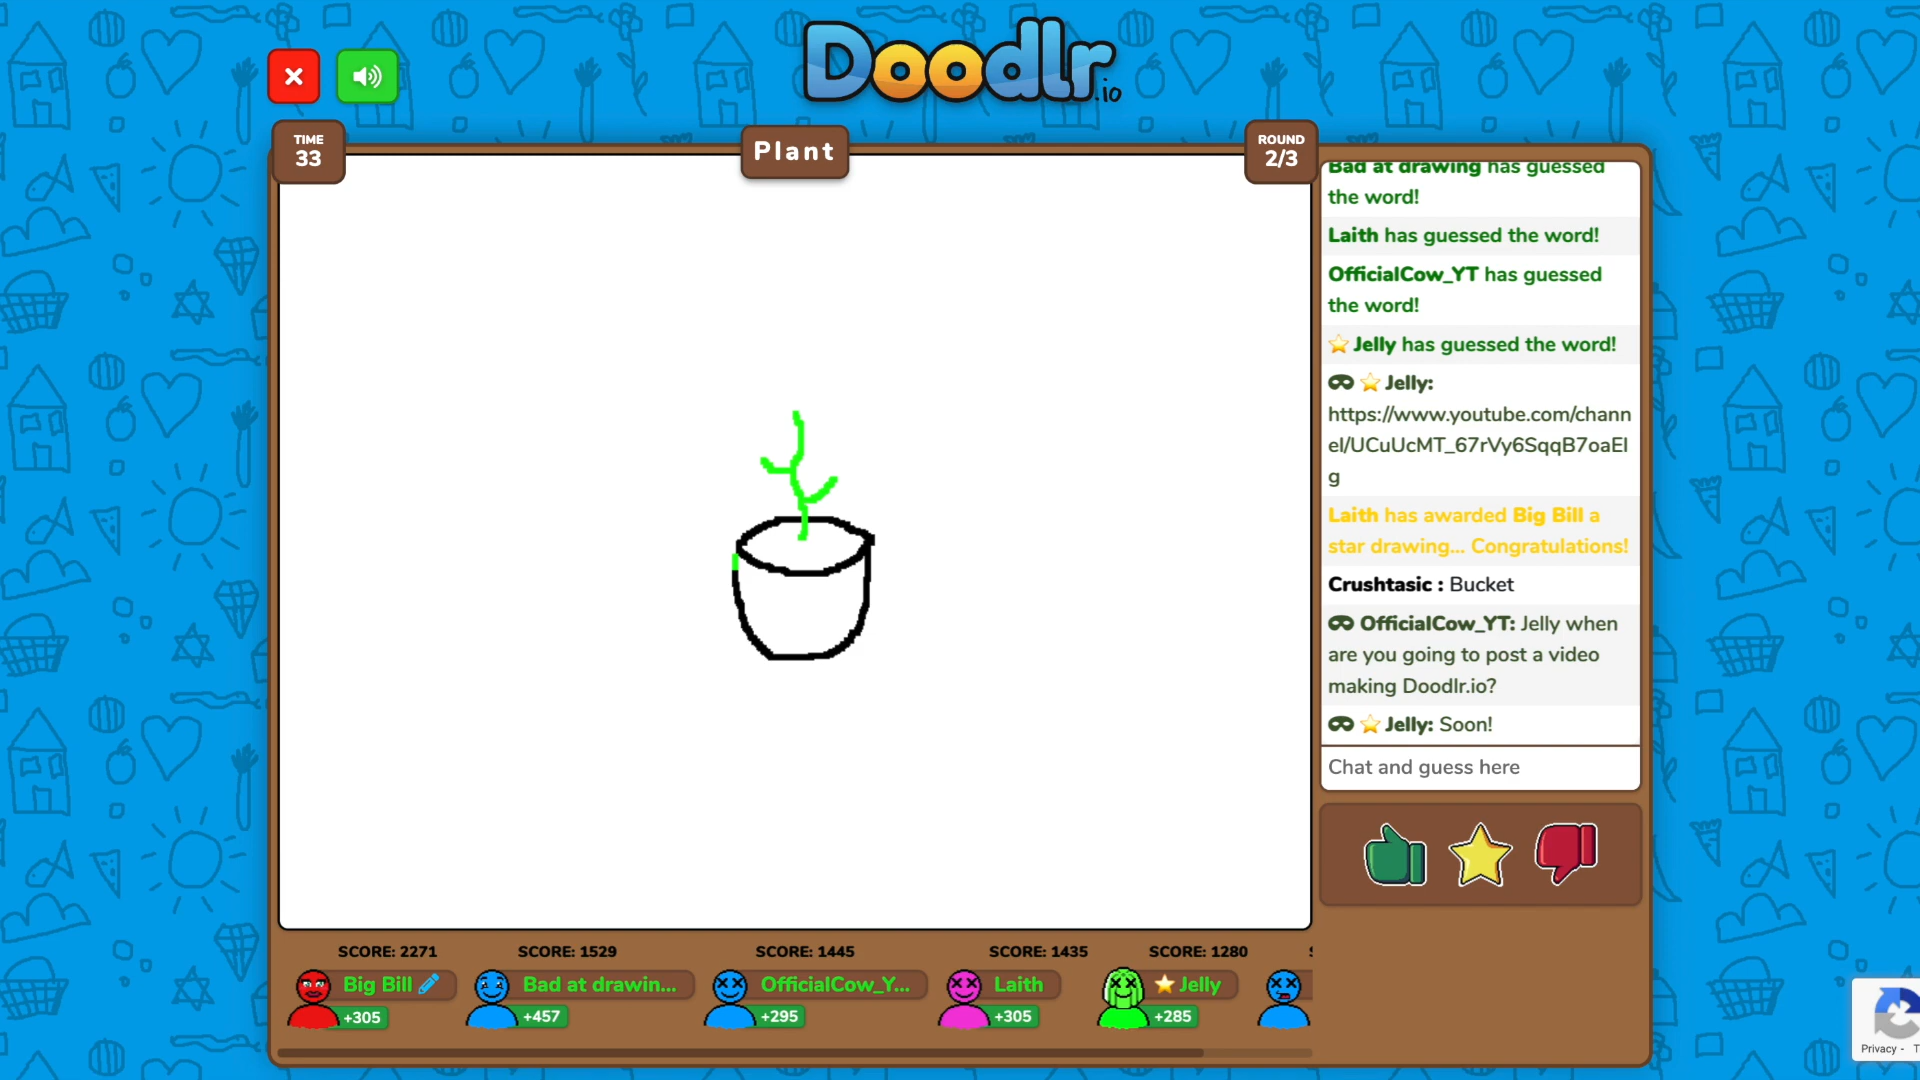 Doodlr.io
TIME
33
Plant
ROUND
2/3
Bad at drawing has guessed
the word!
Laith has guessed the word!
OfficialCow_YT has guessed
the word!
Jelly has guessed the word!
Jelly:
https://www.youtube.com/chann
el/UCuUcMT_67rVy6SqqB7oaEI
g
Laith has awarded Big Bill a
star drawing... Congratulations!
Crushtasic : Bucket
OfficialCow_YT: Jelly when
are you going to post a video
making Doodlr.io?
Jelly: Soon!
Chat and guess here
SCORE: 2271
Big Bill
+305
SCORE: 1529
Bad at drawin...
+457
SCORE: 1445
OfficialCow_Y...
+295
SCORE: 1435
Laith
+305
SCORE: 1280
Jelly
+285
Privacy - T